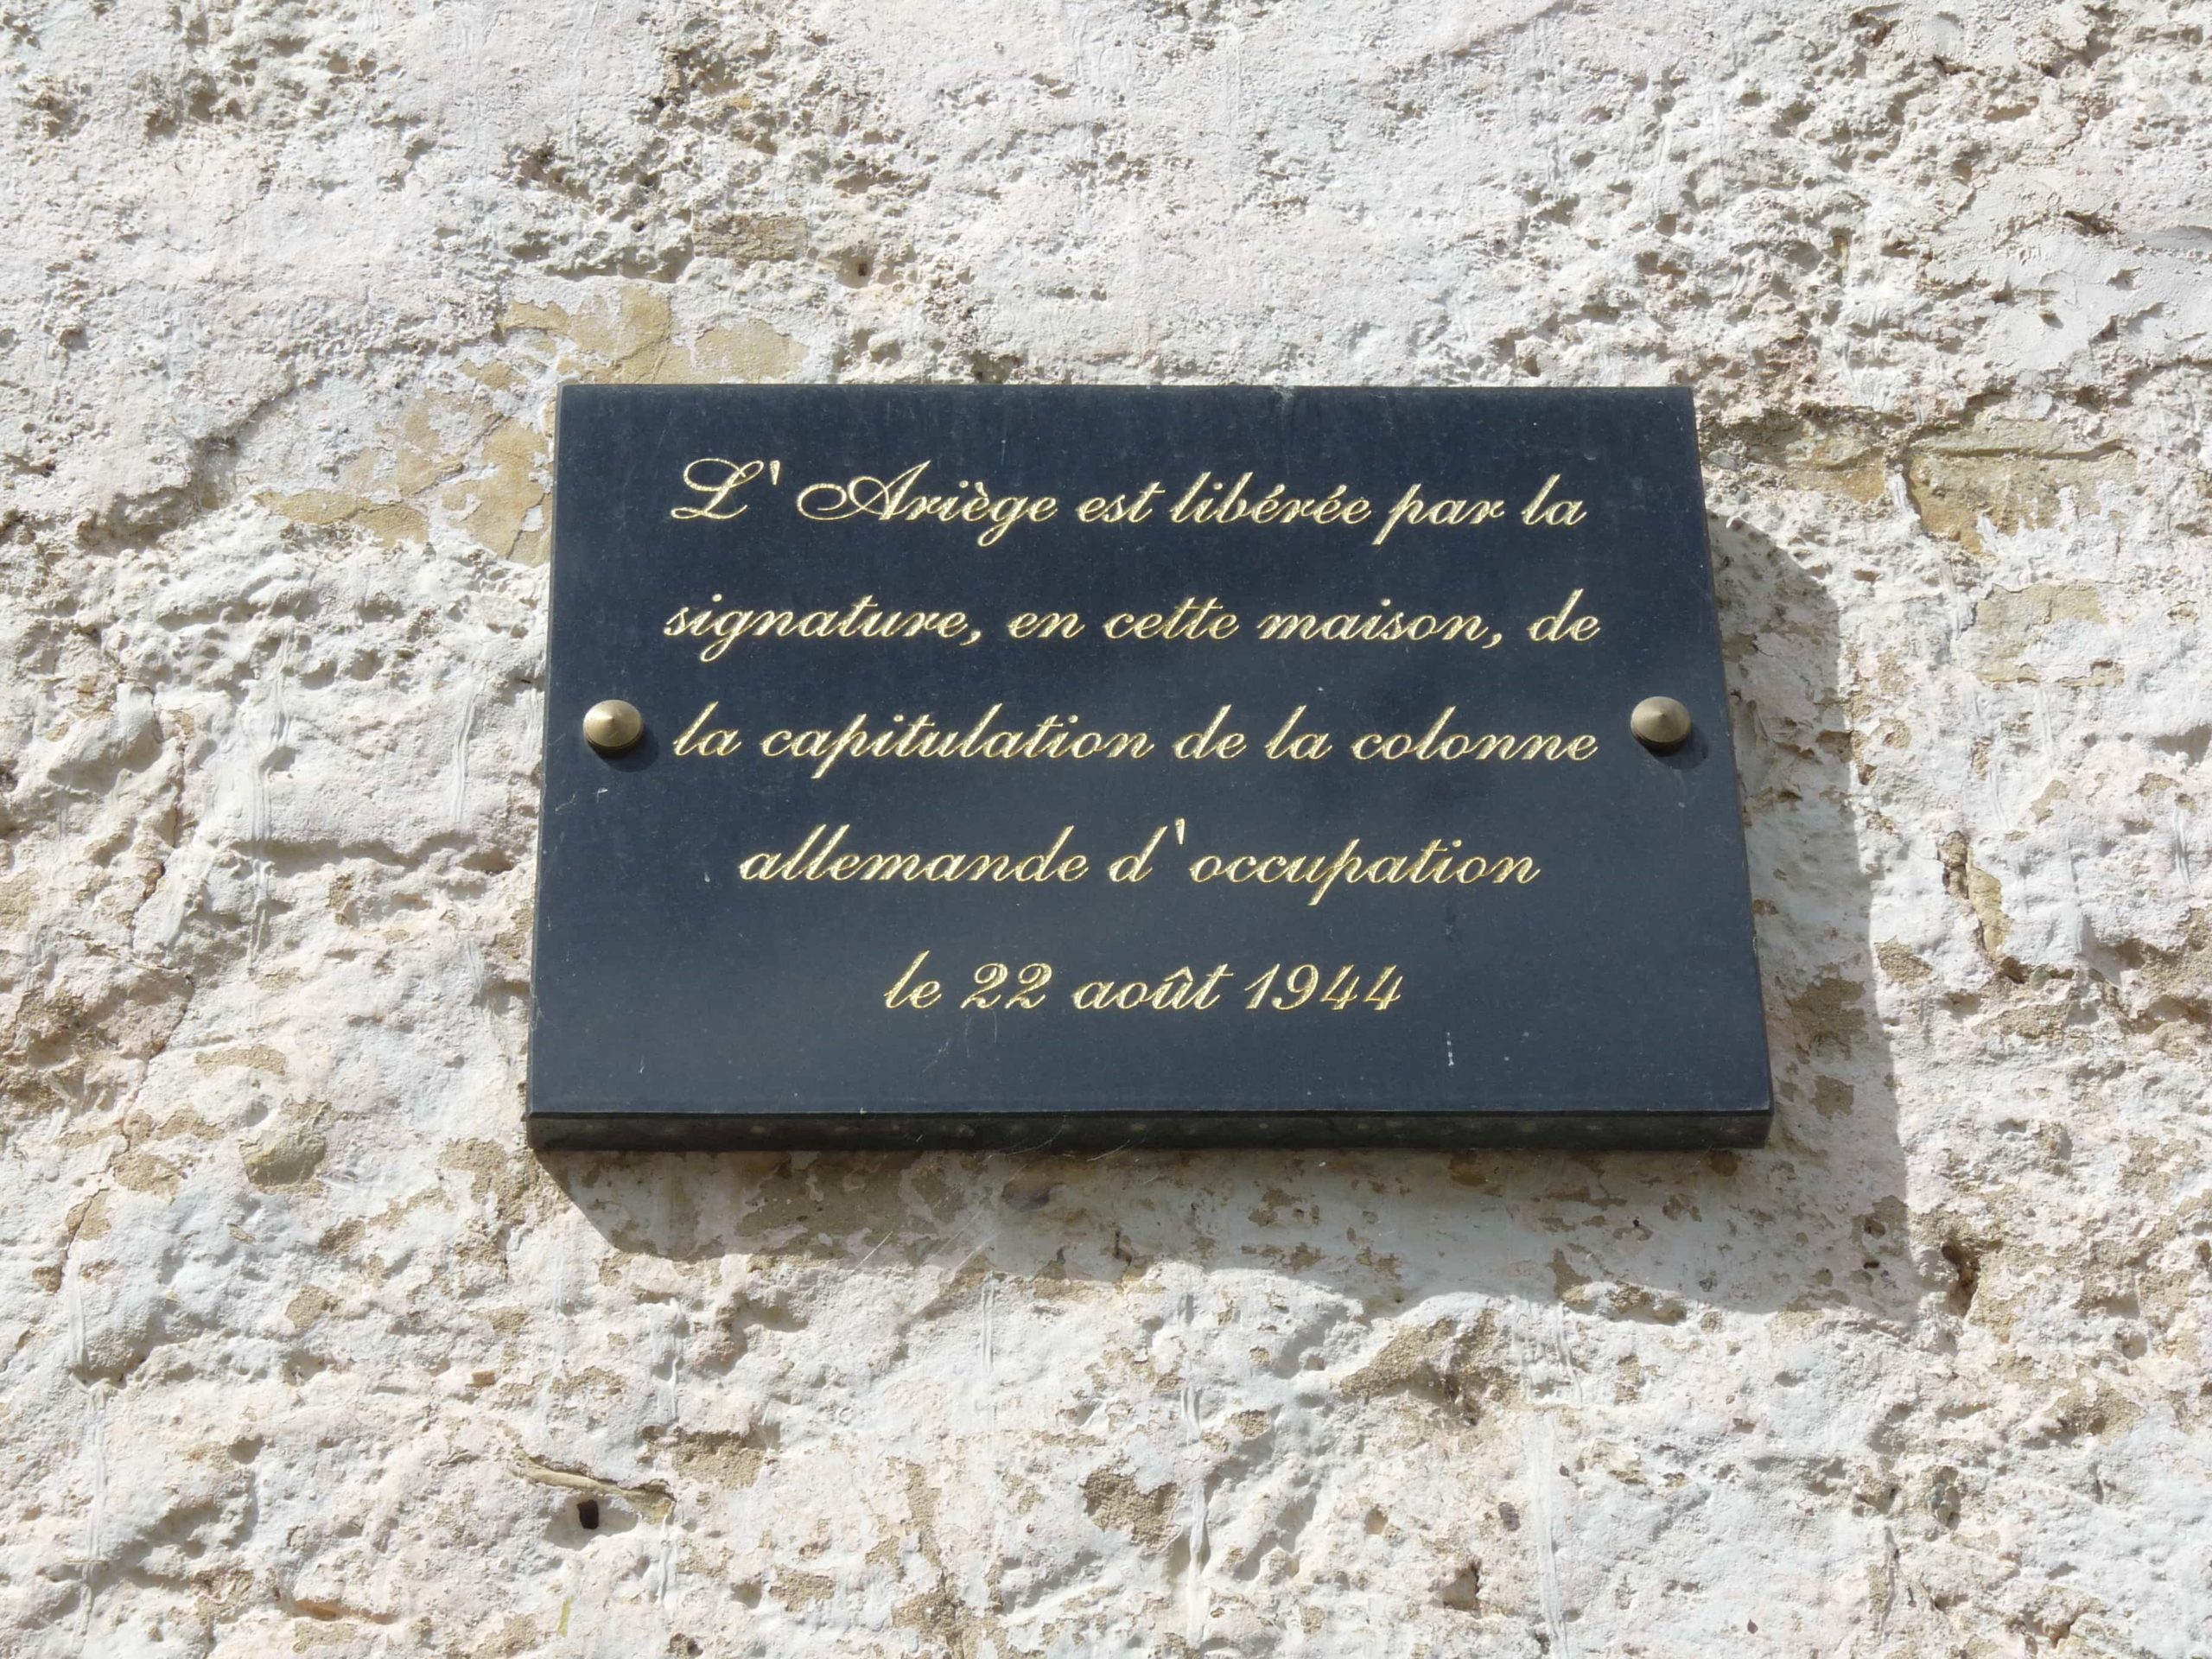 L'Ariège est libérée par la
signature, en cette maison, de
la capitulation de la colonne
allemande d'occupation
le 22 août 1944